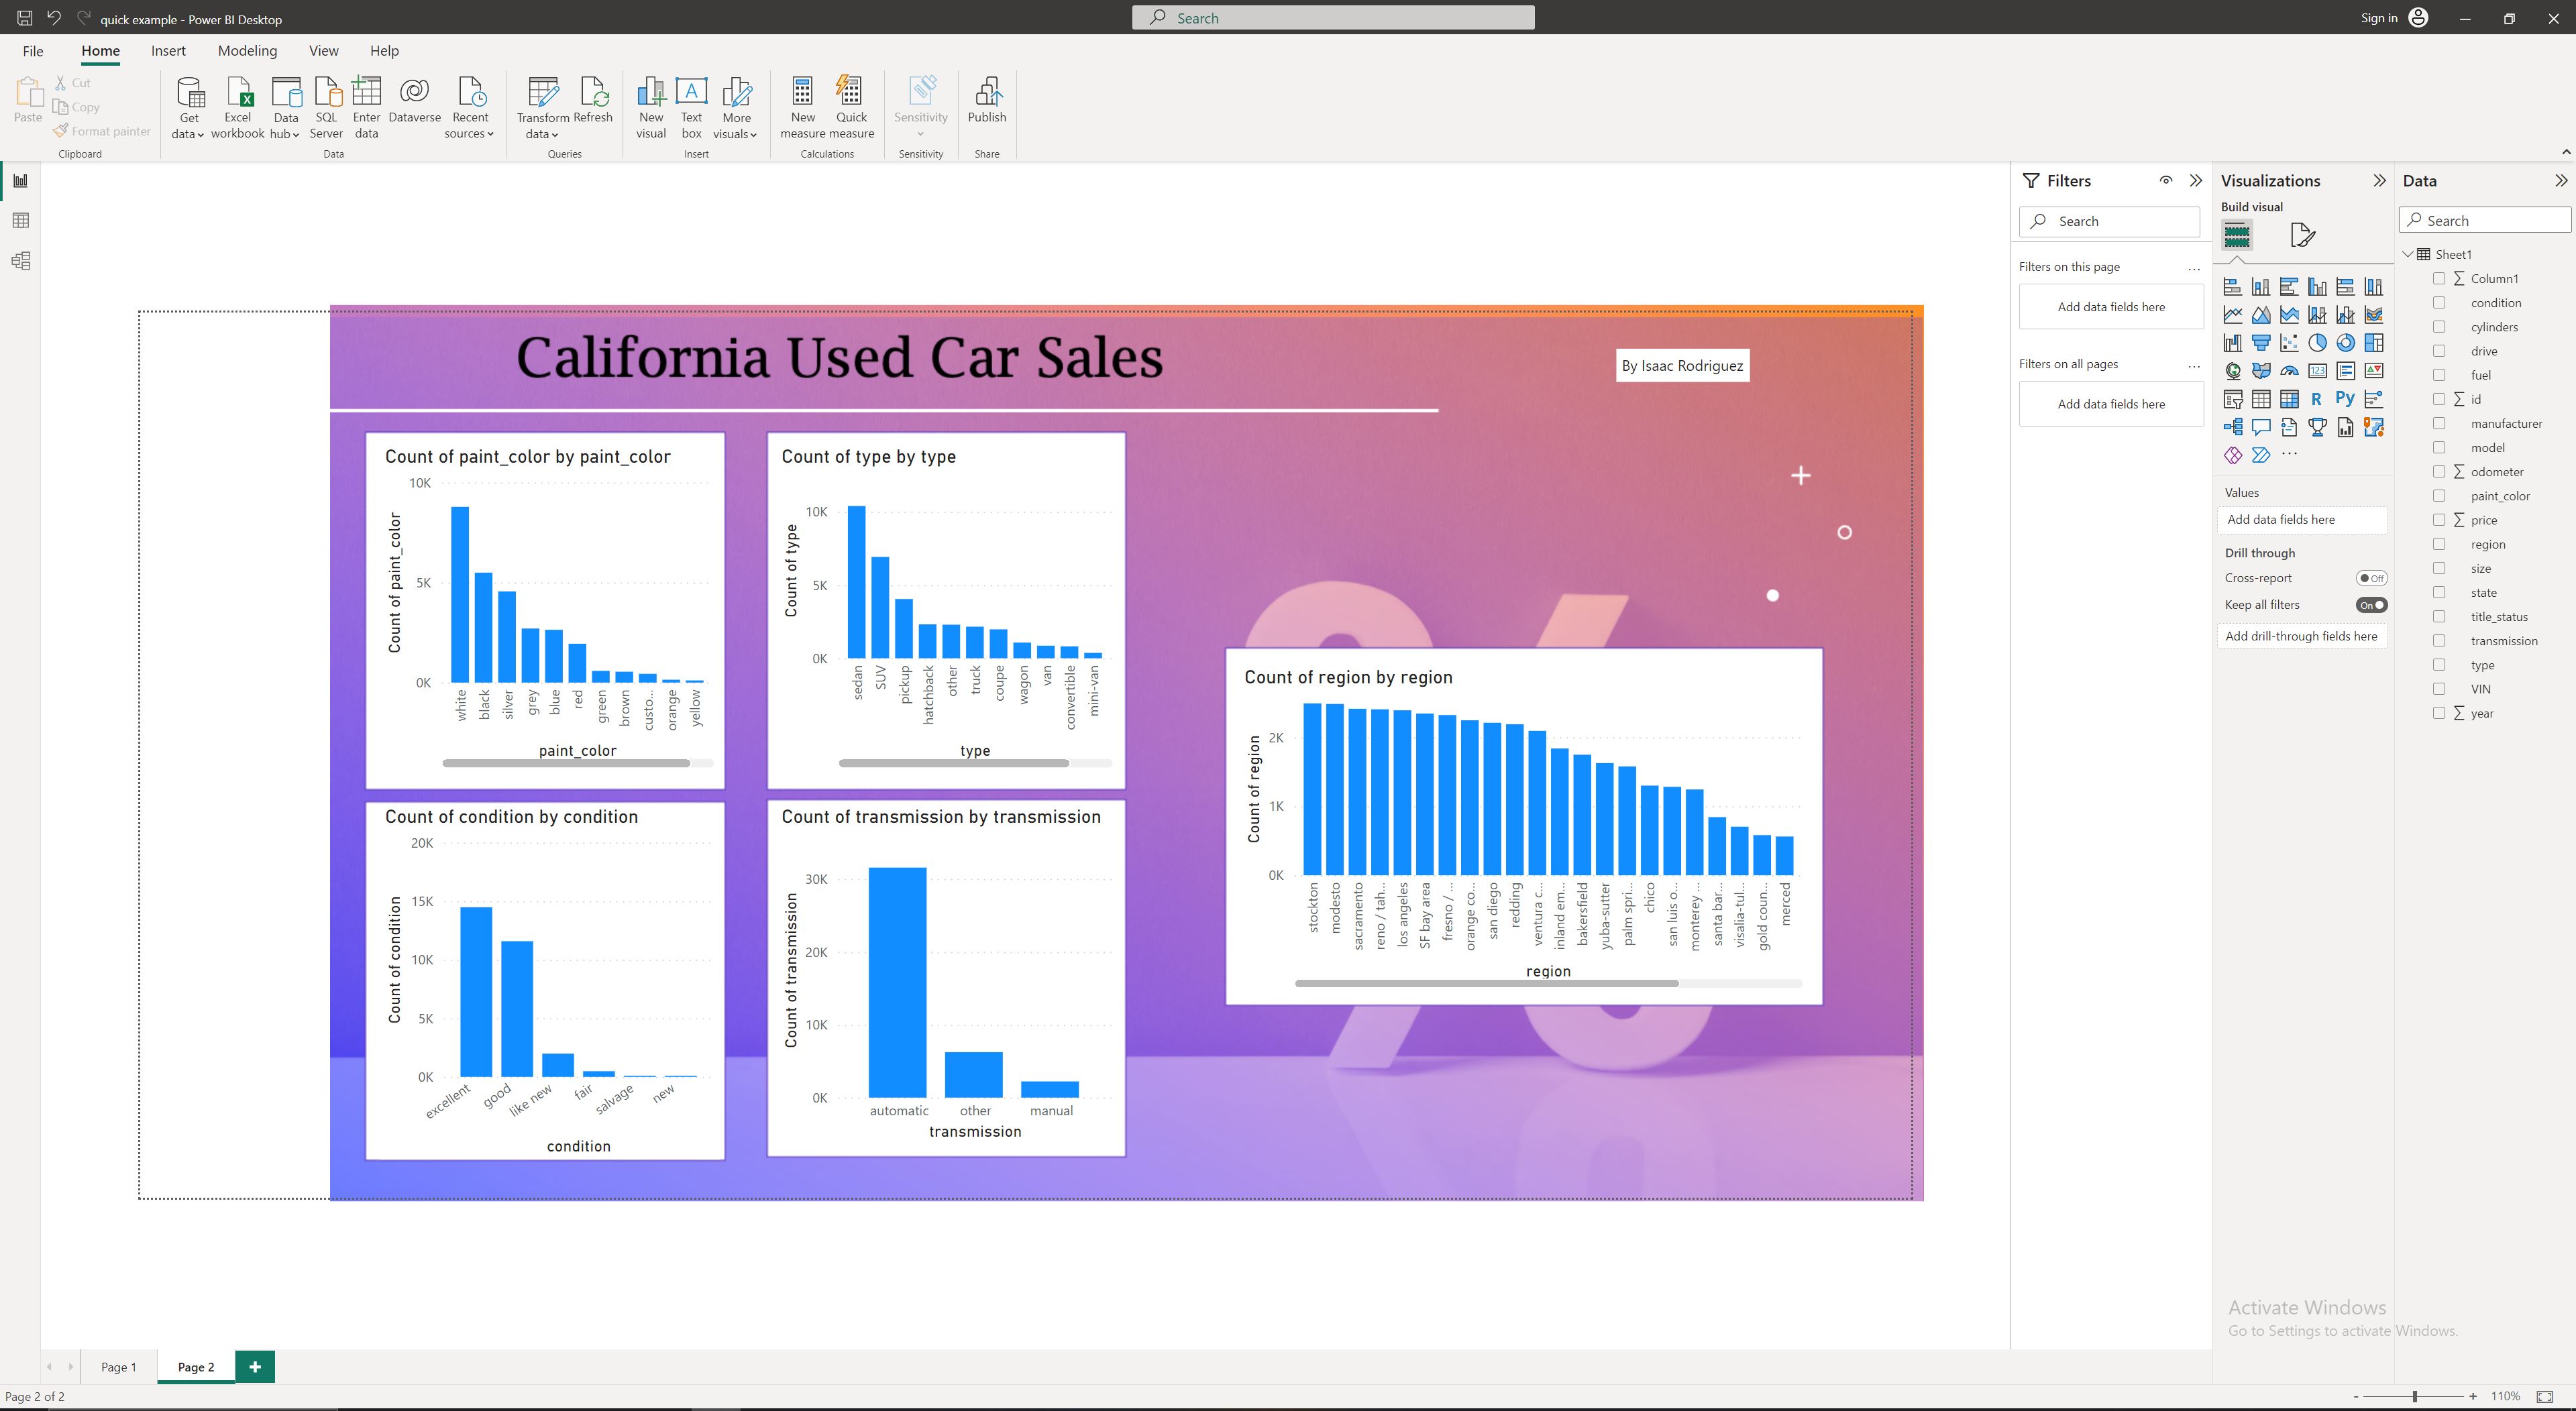 quick example - Power BI Desktop
Search
Sign in
File
Home
Insert
Modeling
View
Help
Paste
Cut
Copy
Format painter
Clipboard
Get data
Excel workbook
Data hub
SQL Server
Enter data
Dataverse
Recent sources
Data
Transform data
Refresh
Queries
New visual
Text box
More visuals
Insert
New measure
Quick measure
Calculations
Sensitivity
Sensitivity
Publish
Share
California Used Car Sales
By Isaac Rodriguez
Count of paint_color by paint_color
Count of paint_color
10K
5K
0K
white
black
silver
grey
blue
red
green
brown
custo...
orange
yellow
paint_color
Count of type by type
Count of type
10K
5K
0K
sedan
SUV
pickup
hatchback
other
truck
coupe
wagon
van
convertible
mini-van
type
Count of condition by condition
Count of condition
20K
15K
10K
5K
0K
excellent
good
like new
fair
salvage
new
condition
Count of transmission by transmission
Count of transmission
30K
20K
10K
0K
automatic
other
manual
transmission
Count of region by region
Count of region
2K
1K
0K
stockton
modesto
sacramento
reno / tah...
los angeles
SF bay area
fresno / ...
orange co...
san diego
redding
ventura c...
inland em...
bakersfield
yuba-sutter
palm spri...
chico
san luis o...
monterey ...
santa bar...
visalia-tul...
gold coun...
merced
region
Filters
Search
Filters on this page
...
Add data fields here
Filters on all pages
...
Add data fields here
Visualizations
Build visual
123
R
Py
...
Values
Add data fields here
Drill through
Cross-report
Off
Keep all filters
On
Add drill-through fields here
Data
Search
Sheet1
Column1
condition
cylinders
drive
fuel
id
manufacturer
model
odometer
paint_color
price
region
size
state
title_status
transmission
type
VIN
year
Activate Windows
Go to Settings to activate Windows.
Page 1
Page 2
+
Page 2 of 2
- + 110%